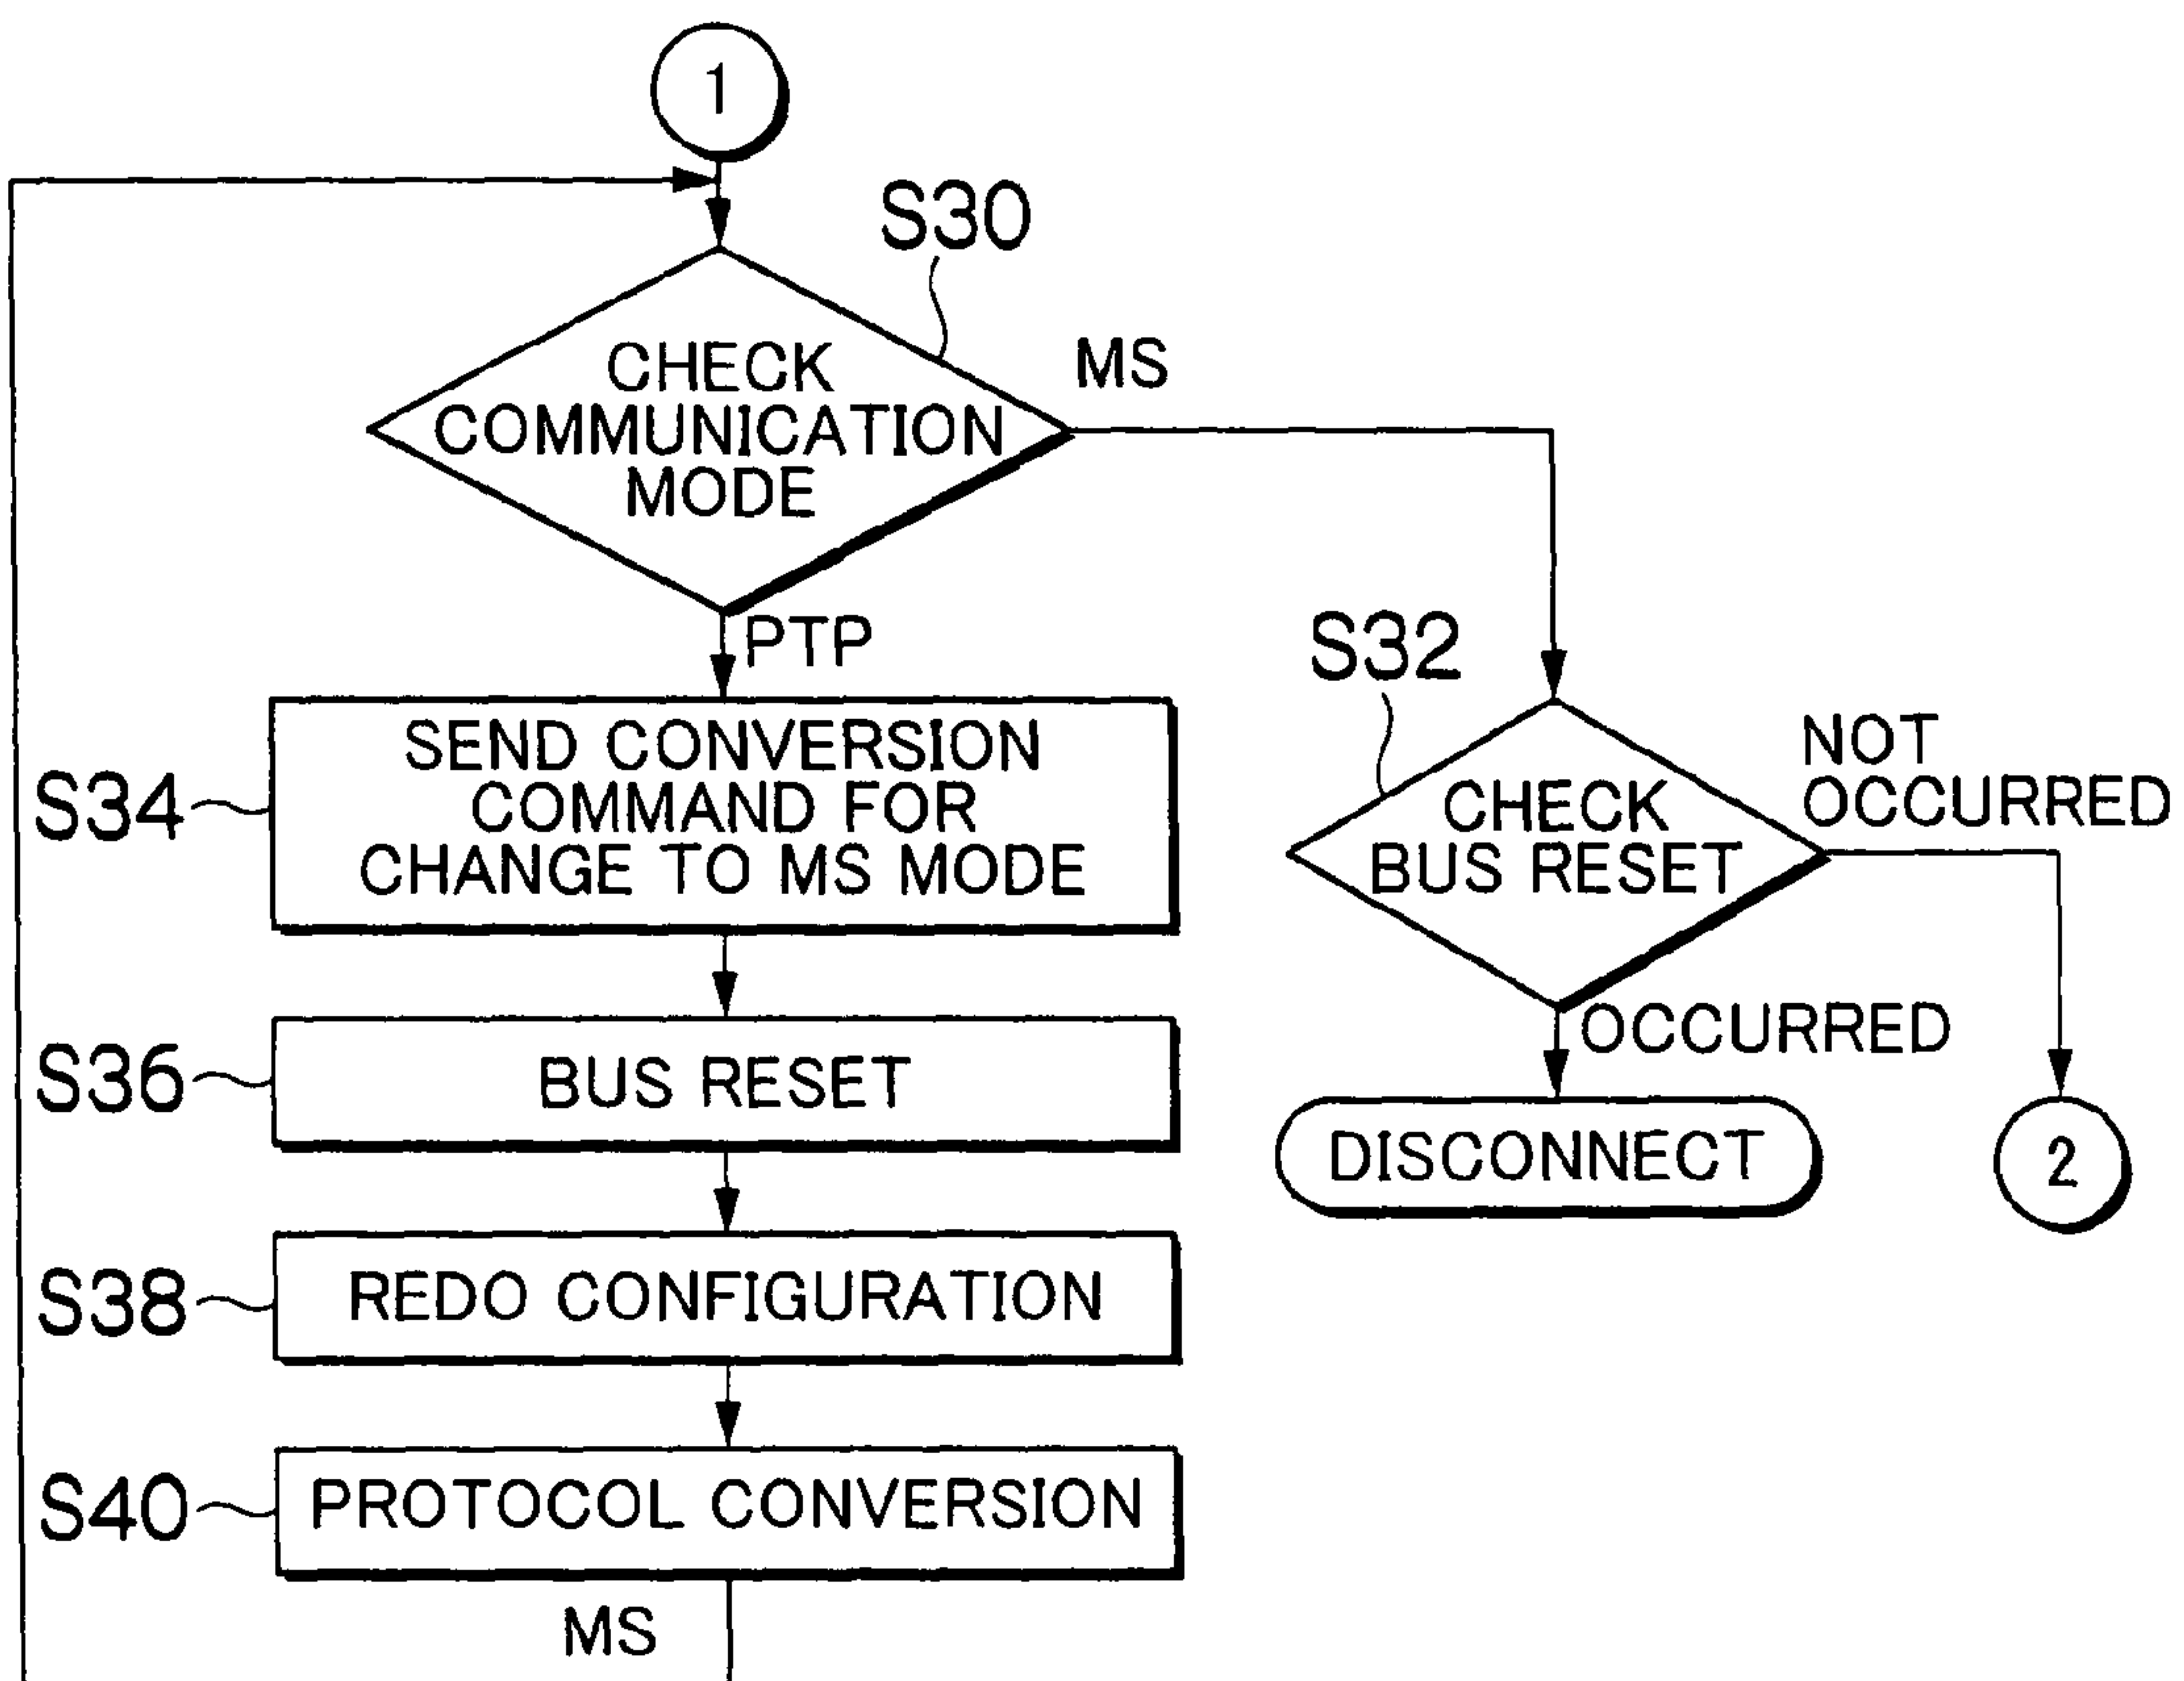 1
S30
CHECK
COMMUNICATION
MODE
MS
PTP
S34
SEND CONVERSION
COMMAND FOR
CHANGE TO MS MODE
S32
CHECK
BUS RESET
NOT
OCCURRED
OCCURRED
S36
BUS RESET
DISCONNECT
2
S38
REDO CONFIGURATION
S40
PROTOCOL CONVERSION
MS